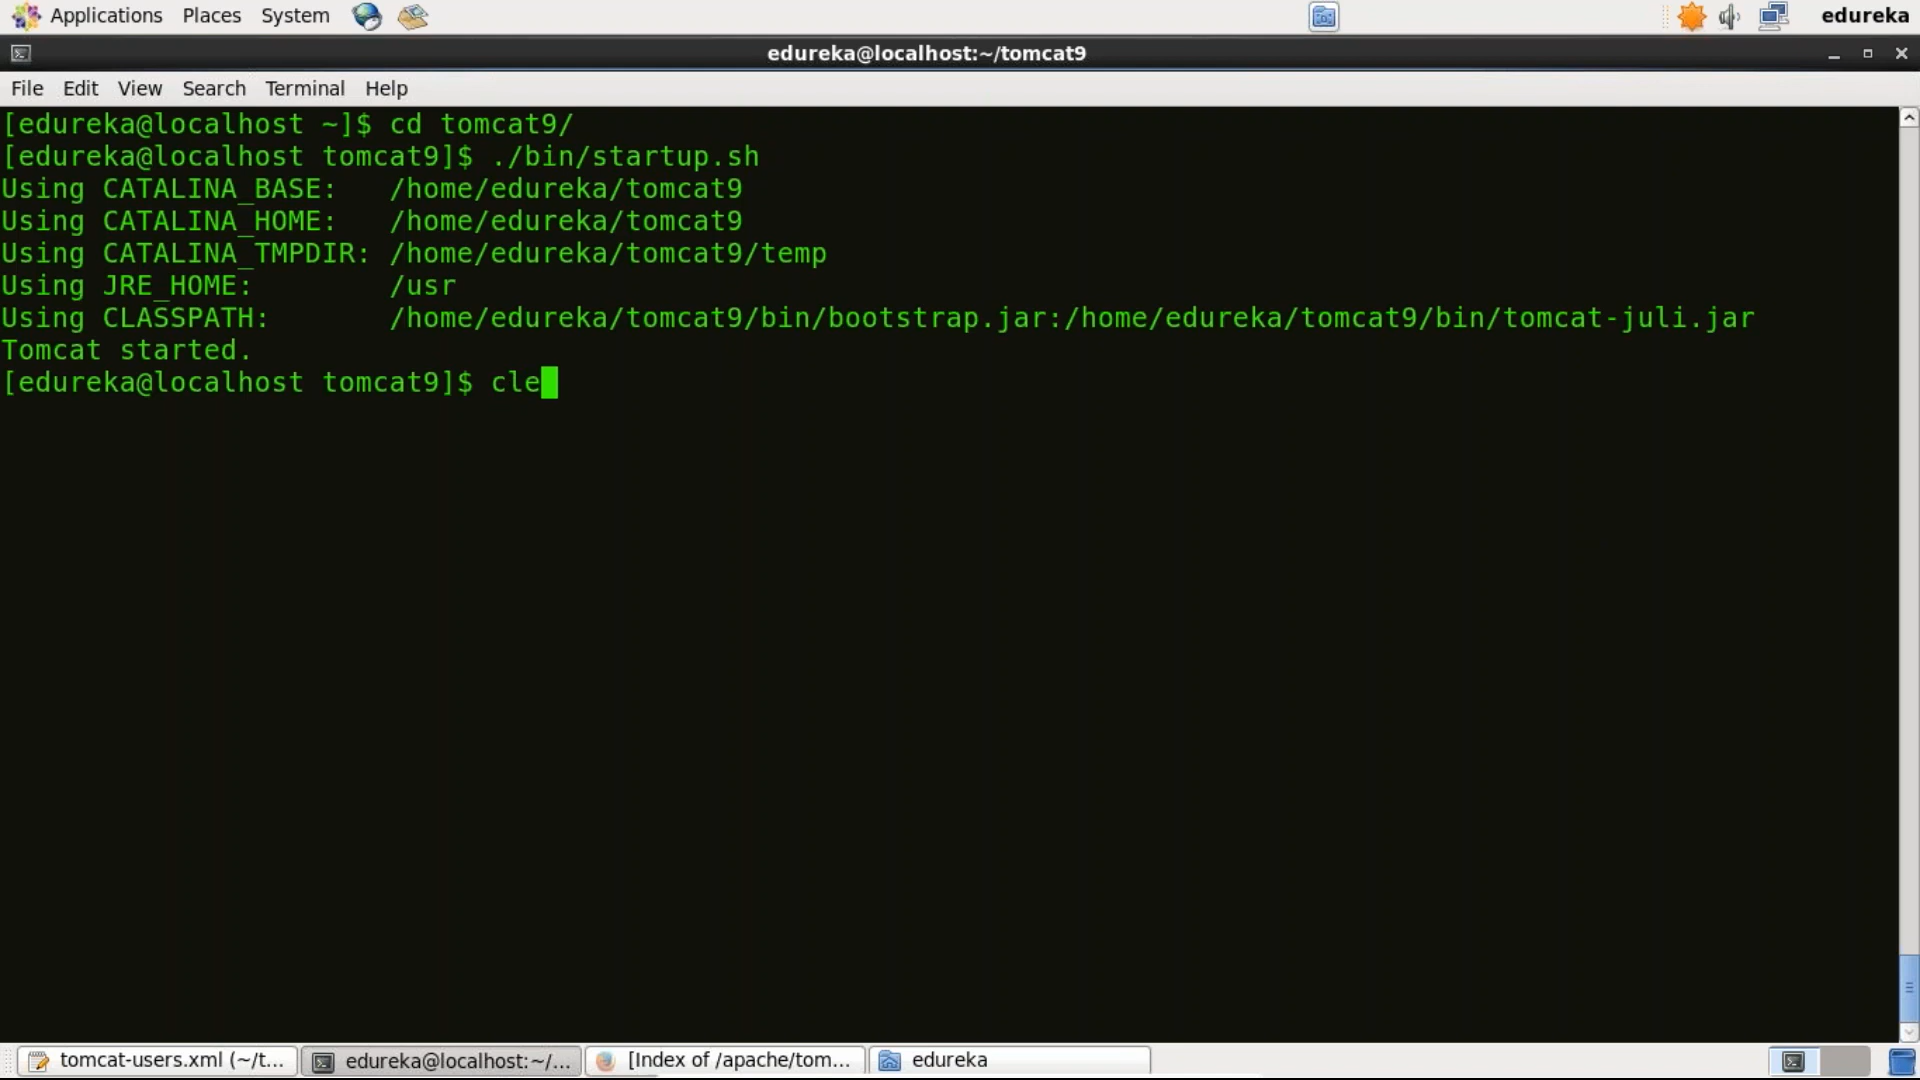 Applications Places System edureka
edureka@localhost:~/tomcat9
File Edit View Search Terminal Help
[edureka@localhost ~]$ cd tomcat9/
[edureka@localhost tomcat9]$ ./bin/startup.sh
Using CATALINA_BASE:   /home/edureka/tomcat9
Using CATALINA_HOME:   /home/edureka/tomcat9
Using CATALINA_TMPDIR: /home/edureka/tomcat9/temp
Using JRE_HOME:        /usr
Using CLASSPATH:       /home/edureka/tomcat9/bin/bootstrap.jar:/home/edureka/tomcat9/bin/tomcat-juli.jar
Tomcat started.
[edureka@localhost tomcat9]$ cle
tomcat-users.xml (~/t... edureka@localhost:~/... [Index of /apache/tom... edureka